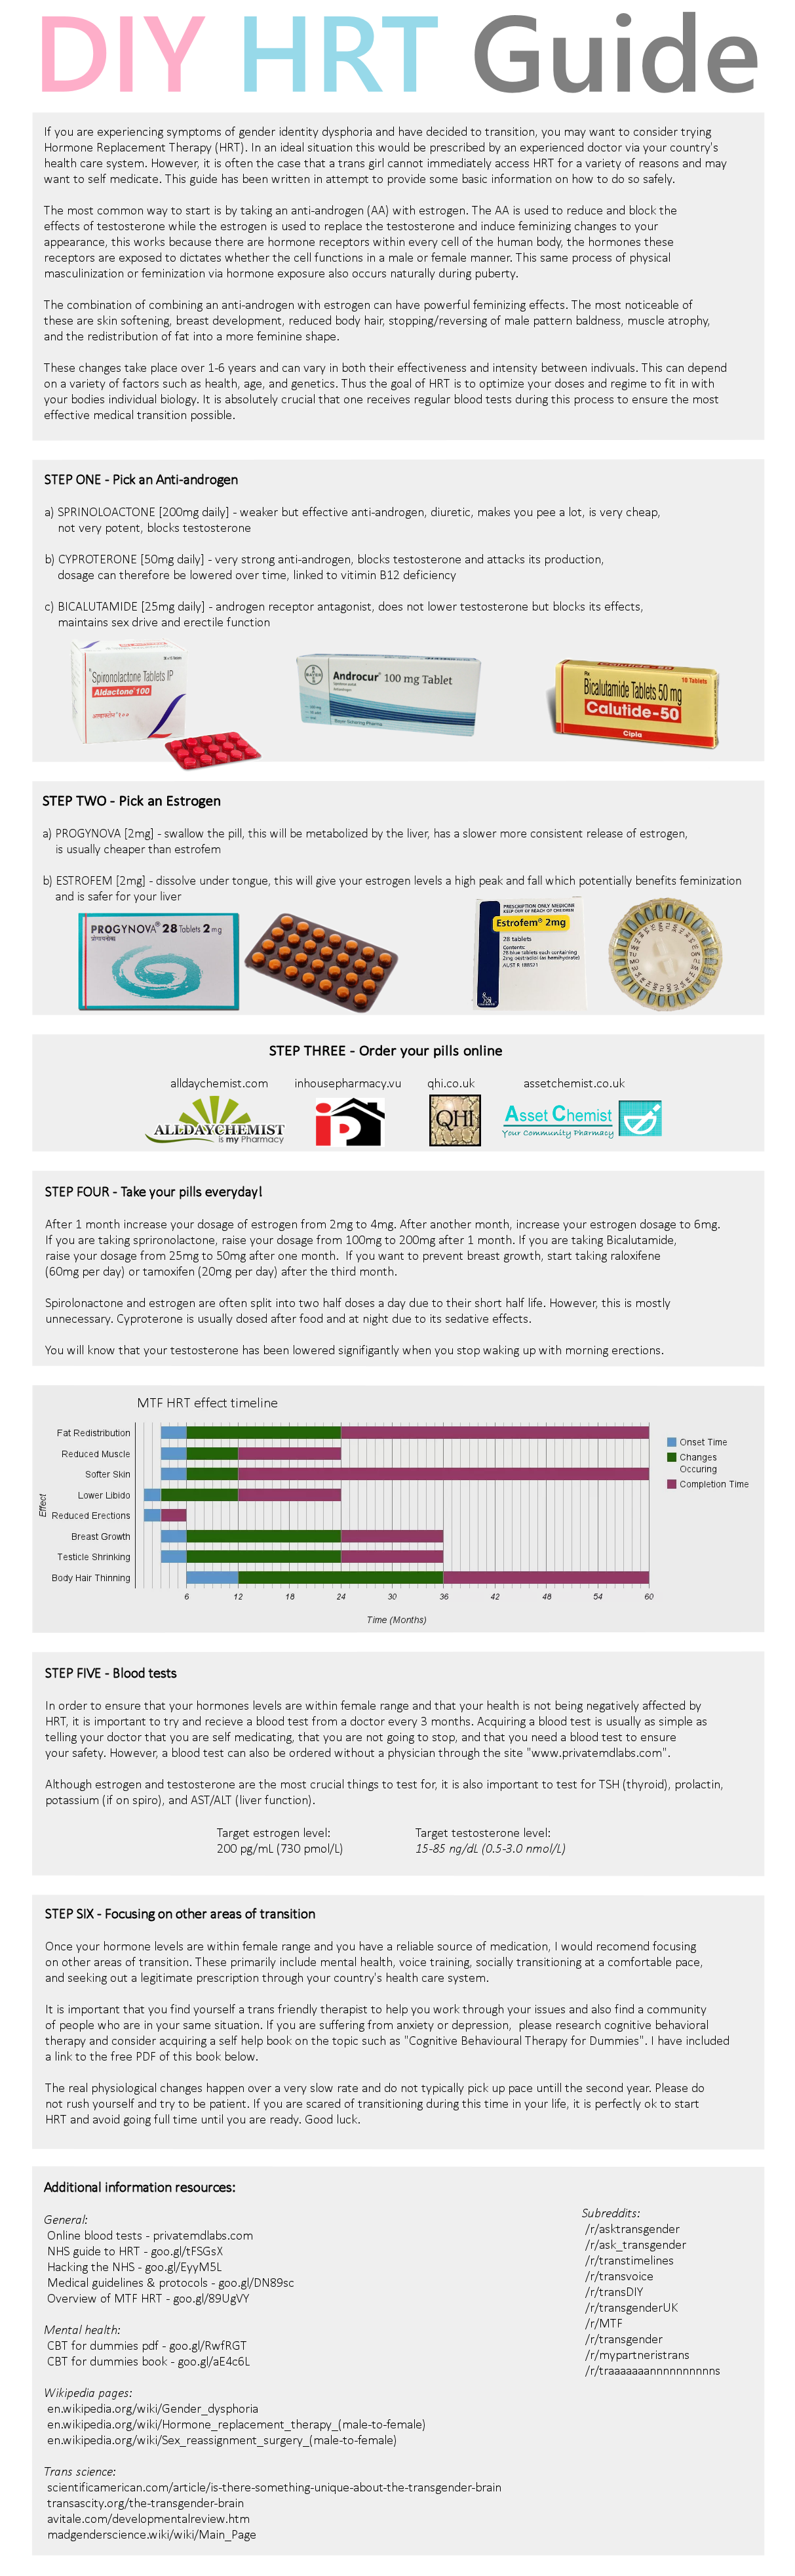 DIY HRT Guide
If you are experiencing symptoms of gender identity dysphoria and have decided to transition, you may want to consider trying
Hormone Replacement Therapy (HRT). In an ideal situation this would be prescribed by an experienced doctor via your country's
health care system. However, it is often the case that a trans girl cannot immediately access HRT for a variety of reasons and may
want to self medicate. This guide has been written in attempt to provide some basic information on how to do so safely.
The most common way to start is by taking an anti-androgen (AA) with estrogen. The AA is used to reduce and block the
effects of testosterone while the estrogen is used to replace the testosterone and induce feminizing changes to your
appearance, this works because there are hormone receptors within every cell of the human body, the hormones these
receptors are exposed to dictates whether the cell functions in a male or female manner. This same process of physical
masculinization or feminization via hormone exposure also occurs naturally during puberty.
The combination of combining an anti-androgen with estrogen can have powerful feminizing effects. The most noticeable of
these are skin softening, breast development, reduced body hair, stopping/reversing of male pattern baldness, muscle atrophy,
and the redistribution of fat into a more feminine shape.
These changes take place over 1-6 years and can vary in both their effectiveness and intensity between indivuals. This can depend
on a variety of factors such as health, age, and genetics. Thus the goal of HRT is to optimize your doses and regime to fit in with
your bodies individual biology. It is absolutely crucial that one receives regular blood tests during this process to ensure the most
effective medical transition possible.
STEP ONE - Pick an Anti-androgen
a) SPRINOLOACTONE [200mg daily] - weaker but effective anti-androgen, diuretic, makes you pee a lot, is very cheap,
not very potent, blocks testosterone
b) CYPROTERONE [50mg daily] - very strong anti-androgen, blocks testosterone and attacks its production,
dosage can therefore be lowered over time, linked to vitimin B12 deficiency
c) BICALUTAMIDE [25mg daily] - androgen receptor antagonist, does not lower testosterone but blocks its effects,
maintains sex drive and erectile function
Spironolactone Tablets IP
Aldactone 100
BAYER
Androcur 100 mg Tablet
Bayer Schering Pharma
Rx
10 Tablets
Bicalutamide Tablets 50 mg
Calutide-50
Cipla
STEP TWO - Pick an Estrogen
a) PROGYNOVA [2mg] - swallow the pill, this will be metabolized by the liver, has a slower more consistent release of estrogen,
is usually cheaper than estrofem
b) ESTROFEM [2mg] - dissolve under tongue, this will give your estrogen levels a high peak and fall which potentially benefits feminization
and is safer for your liver
PROGYNOVA® 28 Tablets 2 mg
PRESCRIPTION ONLY MEDICINE
KEEP OUT OF REACH OF CHILDREN
Estrofem® 2mg
28 tablets
Contents:
28 blue tablets each containing
2mg oestradiol (as hemihydrate)
STEP THREE - Order your pills online
alldaychemist.com inhousepharmacy.vu qhi.co.uk assetchemist.co.uk
ALLDAYCHEMIST
is my Pharmacy
iP
QHI
Asset Chemist
Your Community Pharmacy
STEP FOUR - Take your pills everyday!
After 1 month increase your dosage of estrogen from 2mg to 4mg. After another month, increase your estrogen dosage to 6mg.
If you are taking sprironolactone, raise your dosage from 100mg to 200mg after 1 month. If you are taking Bicalutamide,
raise your dosage from 25mg to 50mg after one month. If you want to prevent breast growth, start taking raloxifene
(60mg per day) or tamoxifen (20mg per day) after the third month.
Spirolonactone and estrogen are often split into two half doses a day due to their short half life. However, this is mostly
unnecessary. Cyproterone is usually dosed after food and at night due to its sedative effects.
You will know that your testosterone has been lowered signifigantly when you stop waking up with morning erections.
MTF HRT effect timeline
Fat Redistribution
Reduced Muscle
Softer Skin
Lower Libido
Reduced Erections
Breast Growth
Testicle Shrinking
Body Hair Thinning
Effect
Onset Time
Changes
Occuring
Completion Time
6 12 18 24 30 36 42 48 54 60
Time (Months)
STEP FIVE - Blood tests
In order to ensure that your hormones levels are within female range and that your health is not being negatively affected by
HRT, it is important to try and recieve a blood test from a doctor every 3 months. Acquiring a blood test is usually as simple as
telling your doctor that you are self medicating, that you are not going to stop, and that you need a blood test to ensure
your safety. However, a blood test can also be ordered without a physician through the site "www.privatemdlabs.com".
Although estrogen and testosterone are the most crucial things to test for, it is also important to test for TSH (thyroid), prolactin,
potassium (if on spiro), and AST/ALT (liver function).
Target estrogen level: Target testosterone level:
200 pg/mL (730 pmol/L) 15-85 ng/dL (0.5-3.0 nmol/L)
STEP SIX - Focusing on other areas of transition
Once your hormone levels are within female range and you have a reliable source of medication, I would recomend focusing
on other areas of transition. These primarily include mental health, voice training, socially transitioning at a comfortable pace,
and seeking out a legitimate prescription through your country's health care system.
It is important that you find yourself a trans friendly therapist to help you work through your issues and also find a community
of people who are in your same situation. If you are suffering from anxiety or depression, please research cognitive behavioral
therapy and consider acquiring a self help book on the topic such as "Cognitive Behavioural Therapy for Dummies". I have included
a link to the free PDF of this book below.
The real physiological changes happen over a very slow rate and do not typically pick up pace untill the second year. Please do
not rush yourself and try to be patient. If you are scared of transitioning during this time in your life, it is perfectly ok to start
HRT and avoid going full time until you are ready. Good luck.
Additional information resources:
General:
Online blood tests - privatemdlabs.com
NHS guide to HRT - goo.gl/tFSGsX
Hacking the NHS - goo.gl/EyyM5L
Medical guidelines & protocols - goo.gl/DN89sc
Overview of MTF HRT - goo.gl/89UgVY
Mental health:
CBT for dummies pdf - goo.gl/RwfRGT
CBT for dummies book - goo.gl/aE4c6L
Wikipedia pages:
en.wikipedia.org/wiki/Gender_dysphoria
en.wikipedia.org/wiki/Hormone_replacement_therapy_(male-to-female)
en.wikipedia.org/wiki/Sex_reassignment_surgery_(male-to-female)
Trans science:
scientificamerican.com/article/is-there-something-unique-about-the-transgender-brain
transascity.org/the-transgender-brain
avitale.com/developmentalreview.htm
madgenderscience.wiki/wiki/Main_Page
Subreddits:
/r/asktransgender
/r/ask_transgender
/r/transtimelines
/r/transvoice
/r/transDIY
/r/transgenderUK
/r/MTF
/r/transgender
/r/mypartneristrans
/r/traaaaaaannnnnnnnnns